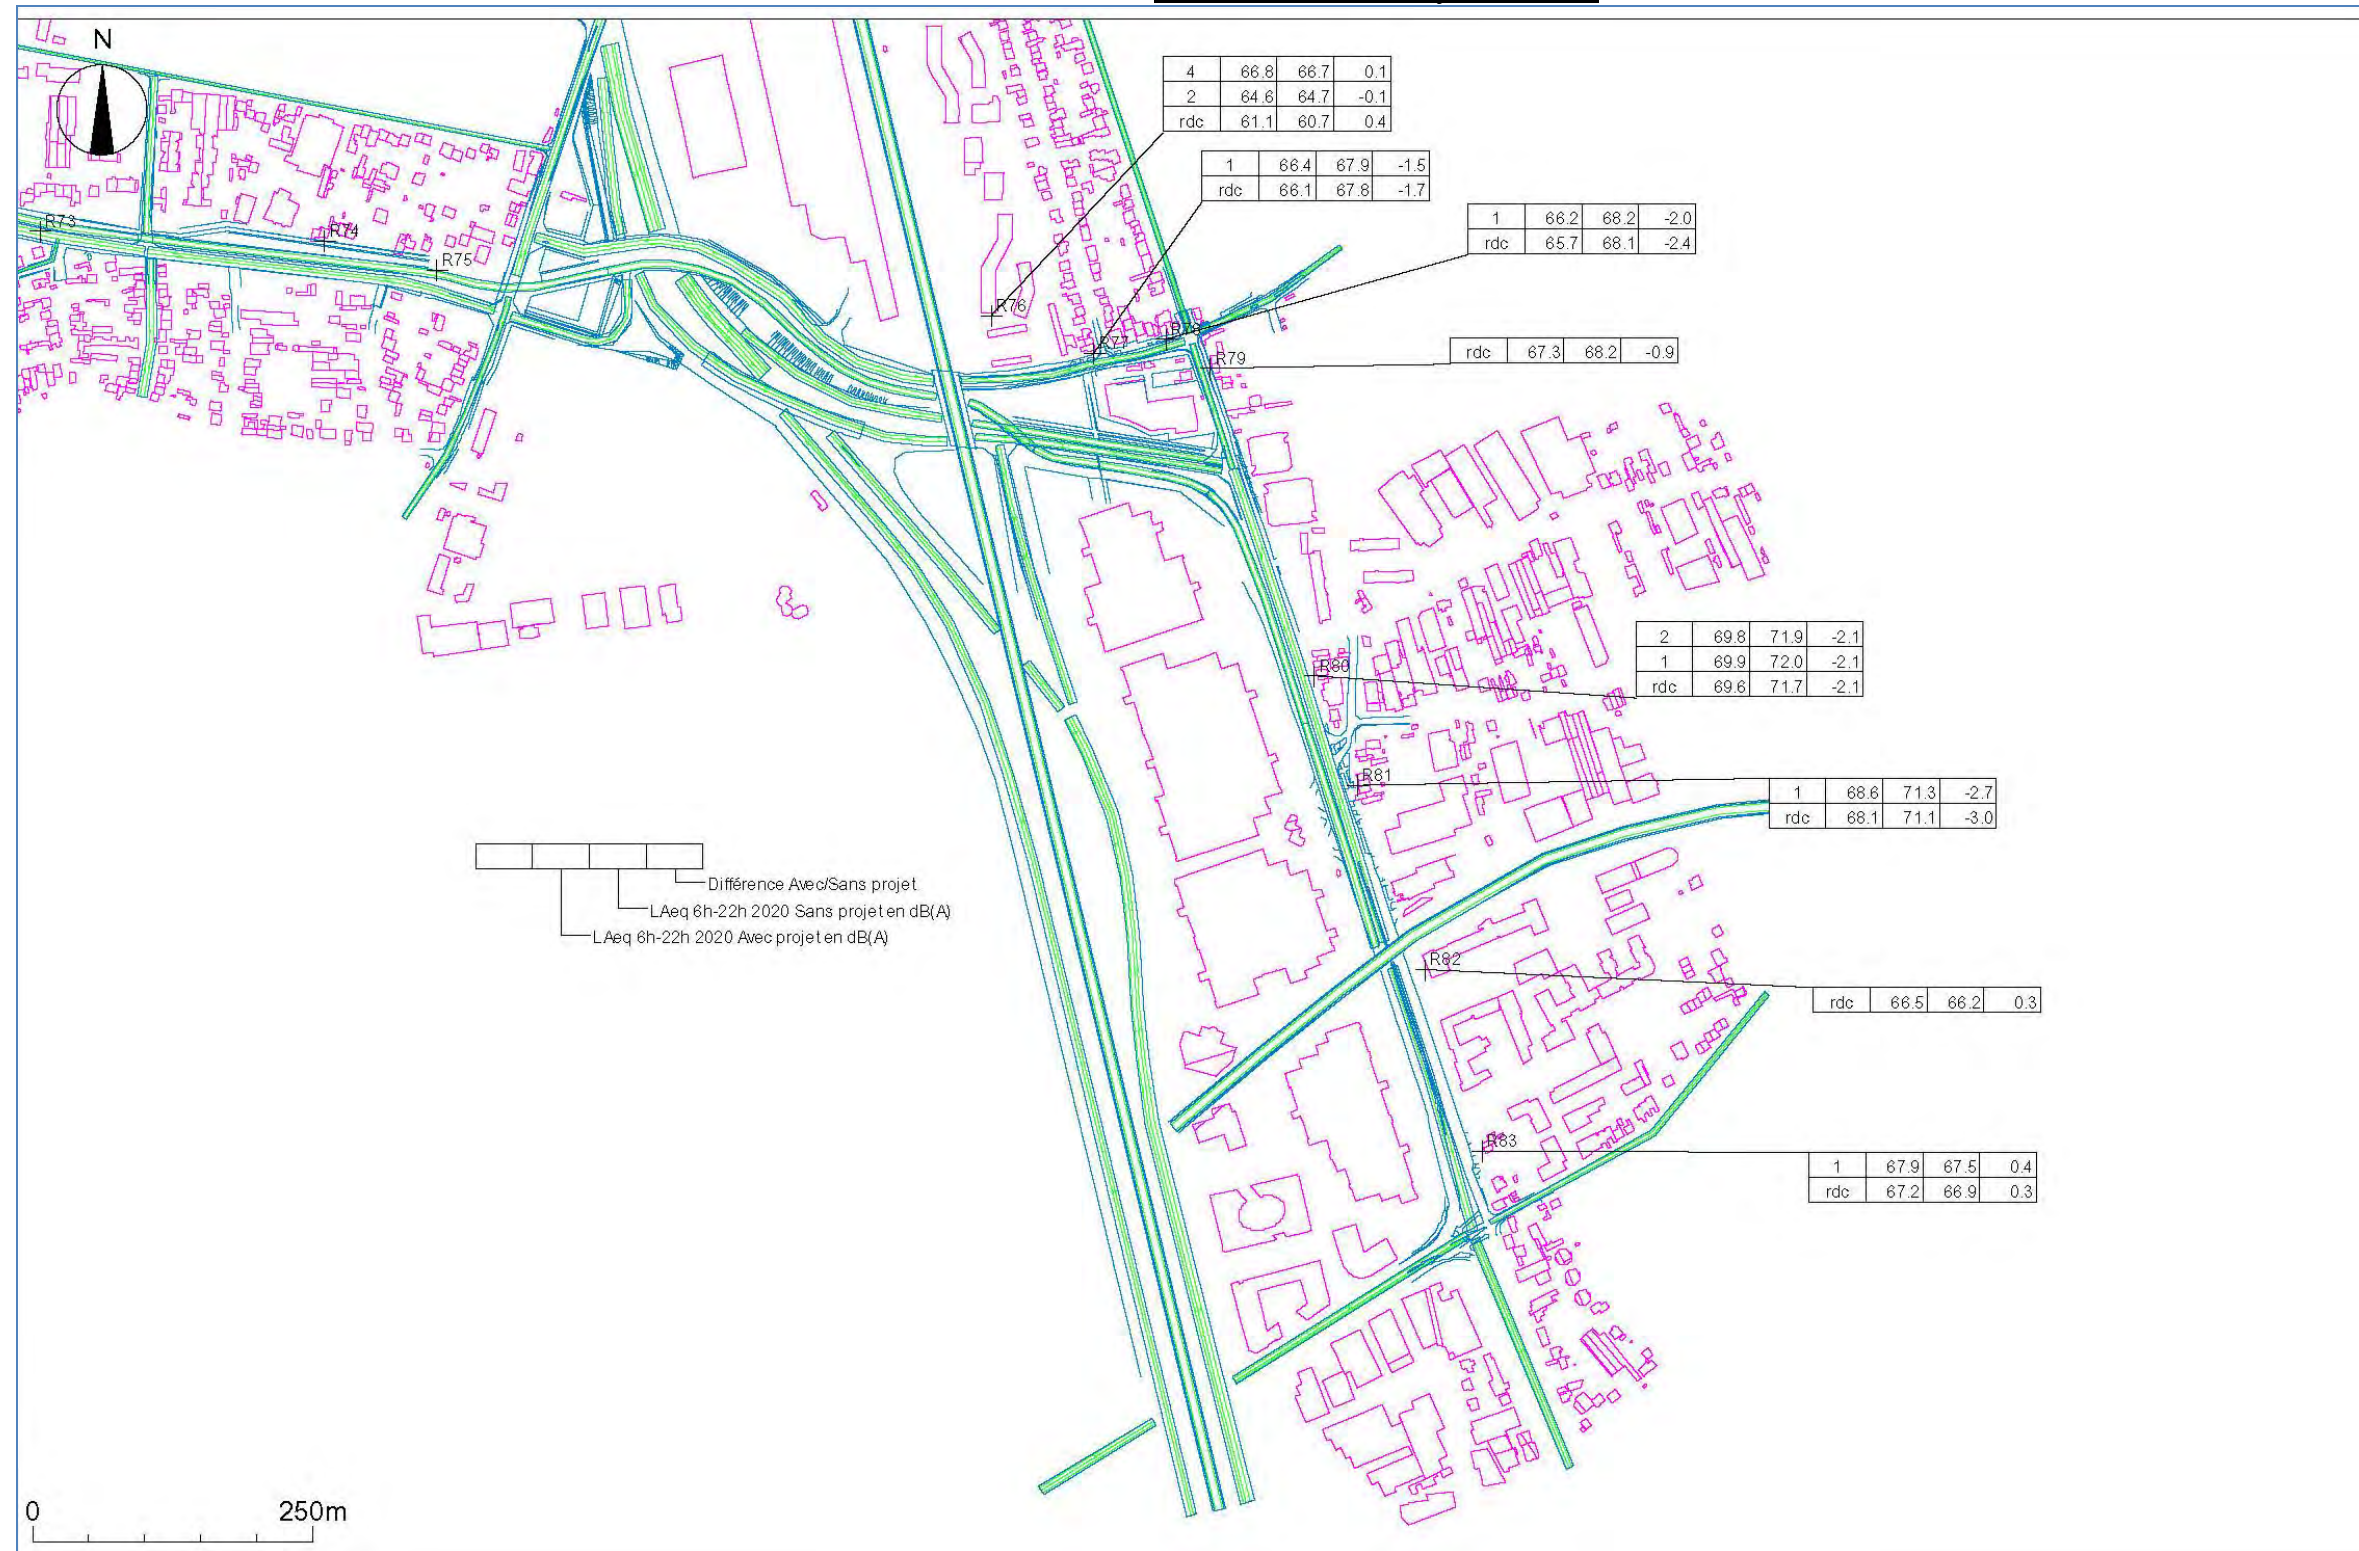 N
4 66.8 66.7 0.1
2 64.6 64.7 -0.1
rdc 61.1 60.7 0.4
1 66.4 67.9 -1.5
rdc 66.1 67.8 -1.7
1 66.2 68.2 -2.0
rdc 65.7 68.1 -2.4
R73
R74
R75
R76
R77
R78
R79
rdc 67.3 68.2 -0.9
R80
2 69.8 71.9 -2.1
1 69.9 72.0 -2.1
rdc 69.6 71.7 -2.1
R81
1 68.6 71.3 -2.7
rdc 68.1 71.1 -3.0
Différence Avec/Sans projet
LAeq 6h-22h 2020 Sans projet en dB(A)
LAeq 6h-22h 2020 Avec projet en dB(A)
R82
rdc 66.5 66.2 0.3
R83
1 67.9 67.5 0.4
rdc 67.2 66.9 0.3
0 250m